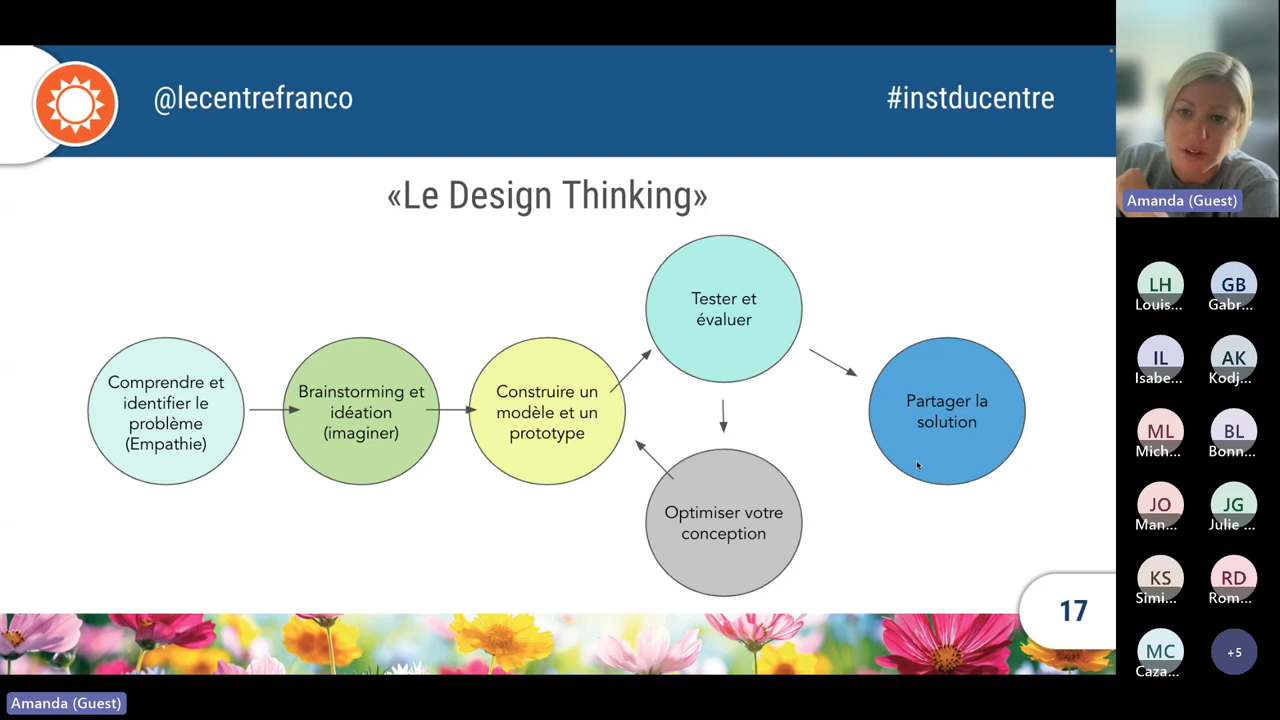 @lecentrefranco
#instducentre
«Le Design Thinking»
Comprendre et
identifier le
problème
(Empathie)
Brainstorming et
idéation
(imaginer)
Construire un
modèle et un
prototype
Tester et
évaluer
Optimiser votre
conception
Partager la
solution
17
Amanda (Guest)
Amanda (Guest)
LH
Louis...
GB
Gabr...
IL
Isabe...
AK
Kodj...
ML
Mich...
BL
Bonn...
JO
Man...
JG
Julie ...
KS
Simi...
RD
Rom...
MC
Caza...
+5